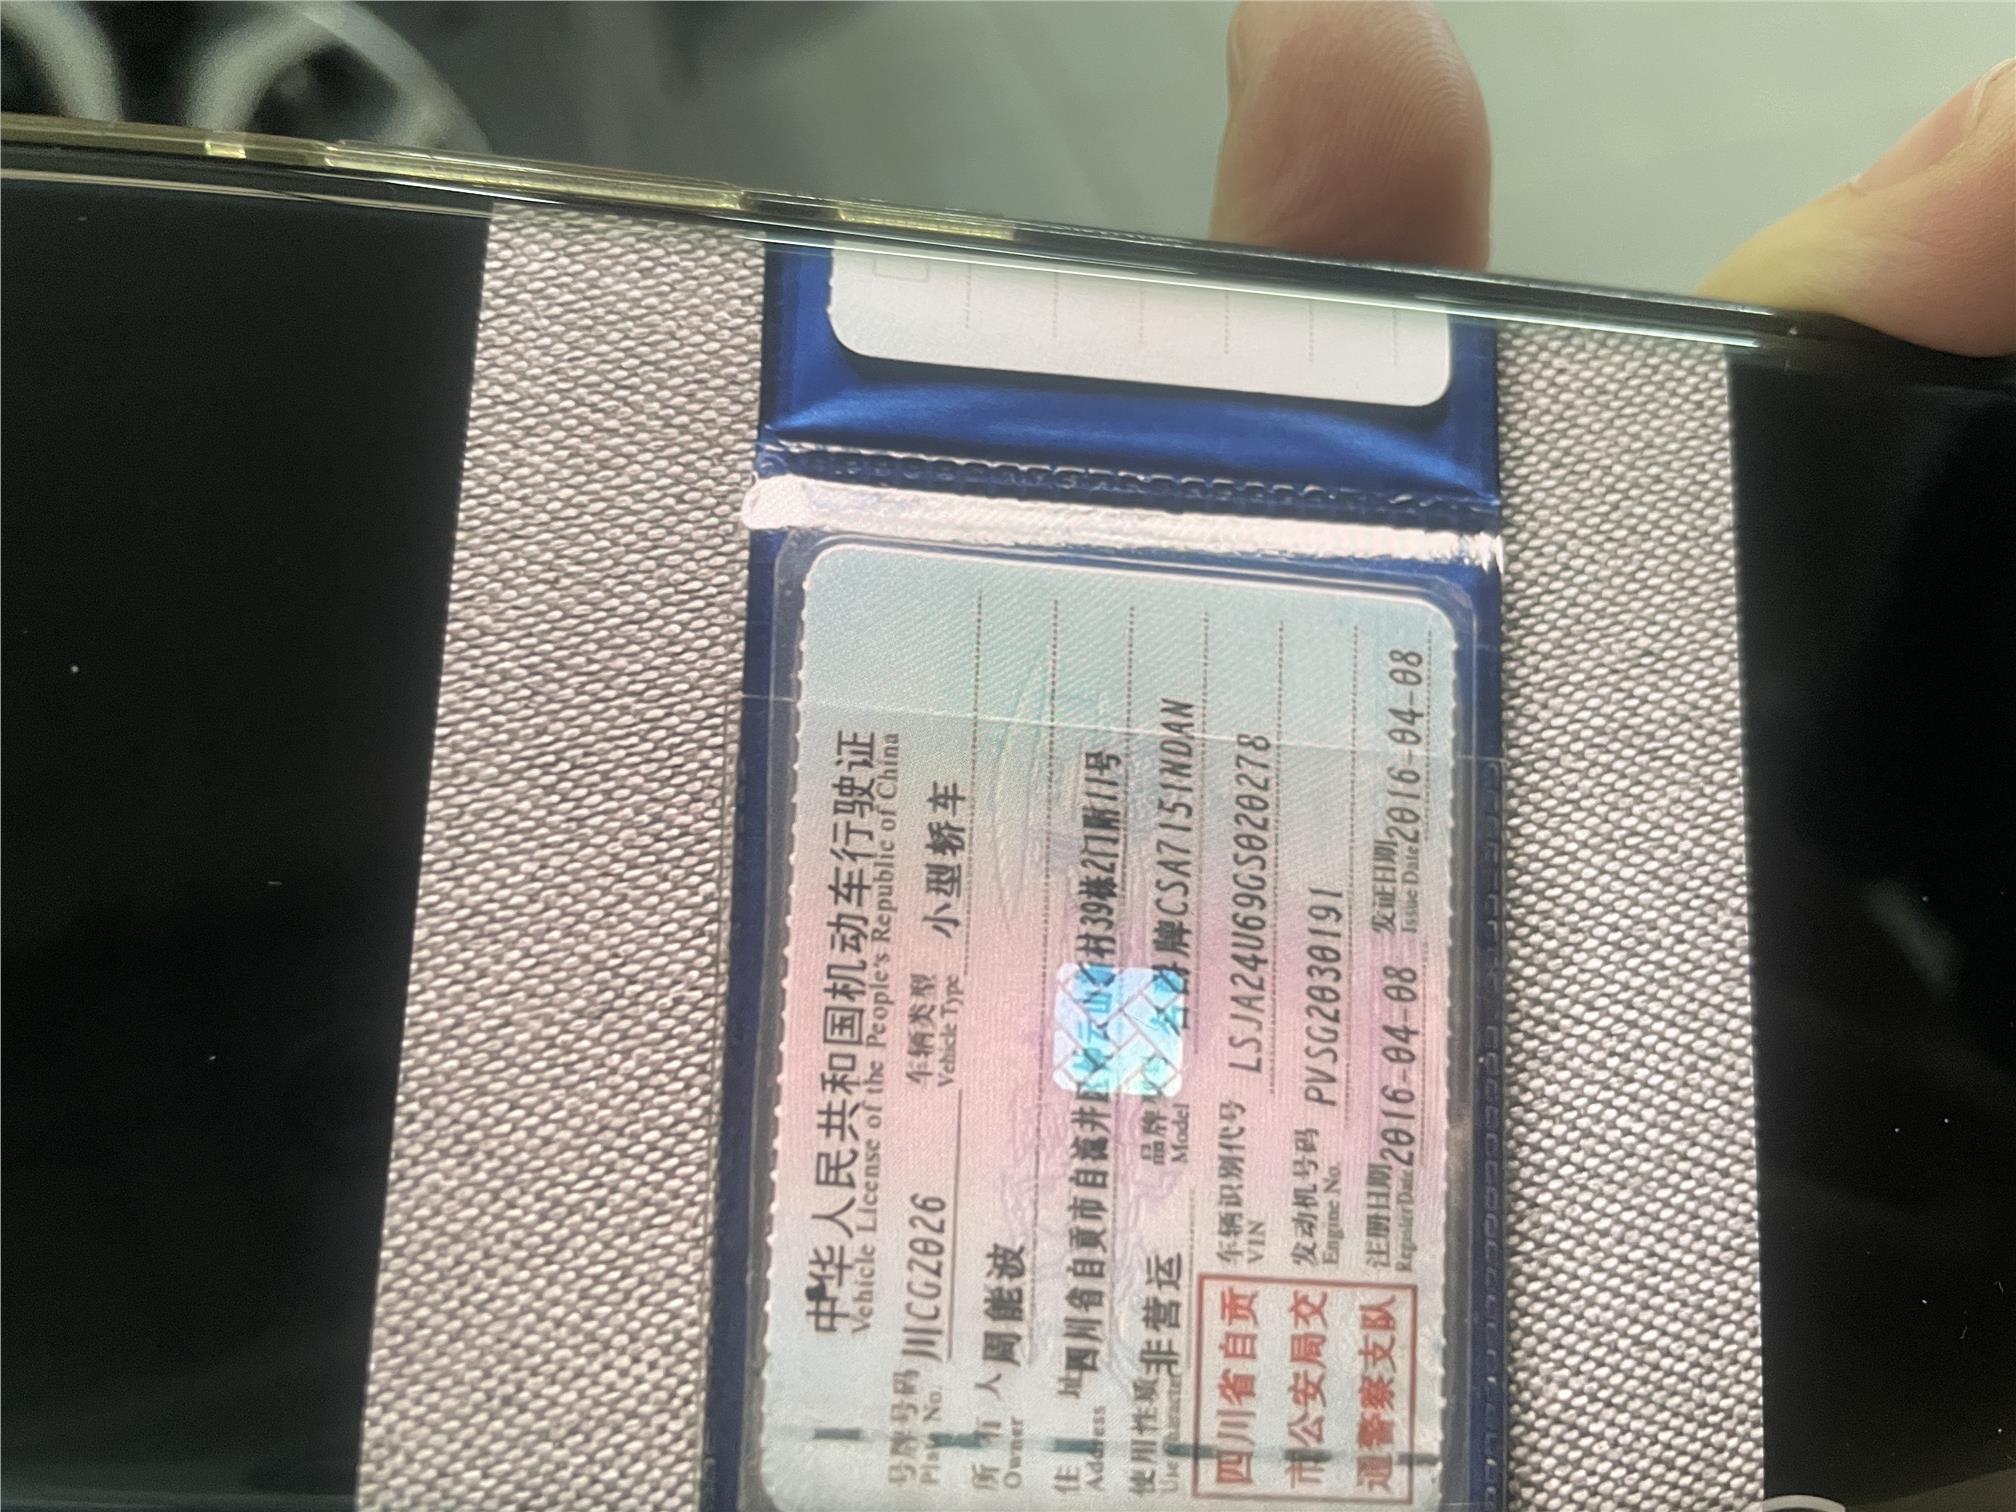 中华人民共和国机动车行驶证
Vehicle License of the People's Republic of China
号牌号码 Plate No. 川CG2026 车辆类型 Vehicle Type 小型轿车
所有人 Owner 周能波
住址 Address 四川省自贡市自流井区 云山 村39栋2门附11号
使用性质 Use Character 非营运 品牌 Model 名爵牌CSA7151NDAN
车辆识别代号 VIN LSJA24U69GS020278
发动机号码 Engine No. PVSG2030191
注册日期 Register Date 2016-04-08 发证日期 Issue Date 2016-04-08
四川省自贡
市公安局交
通警察支队